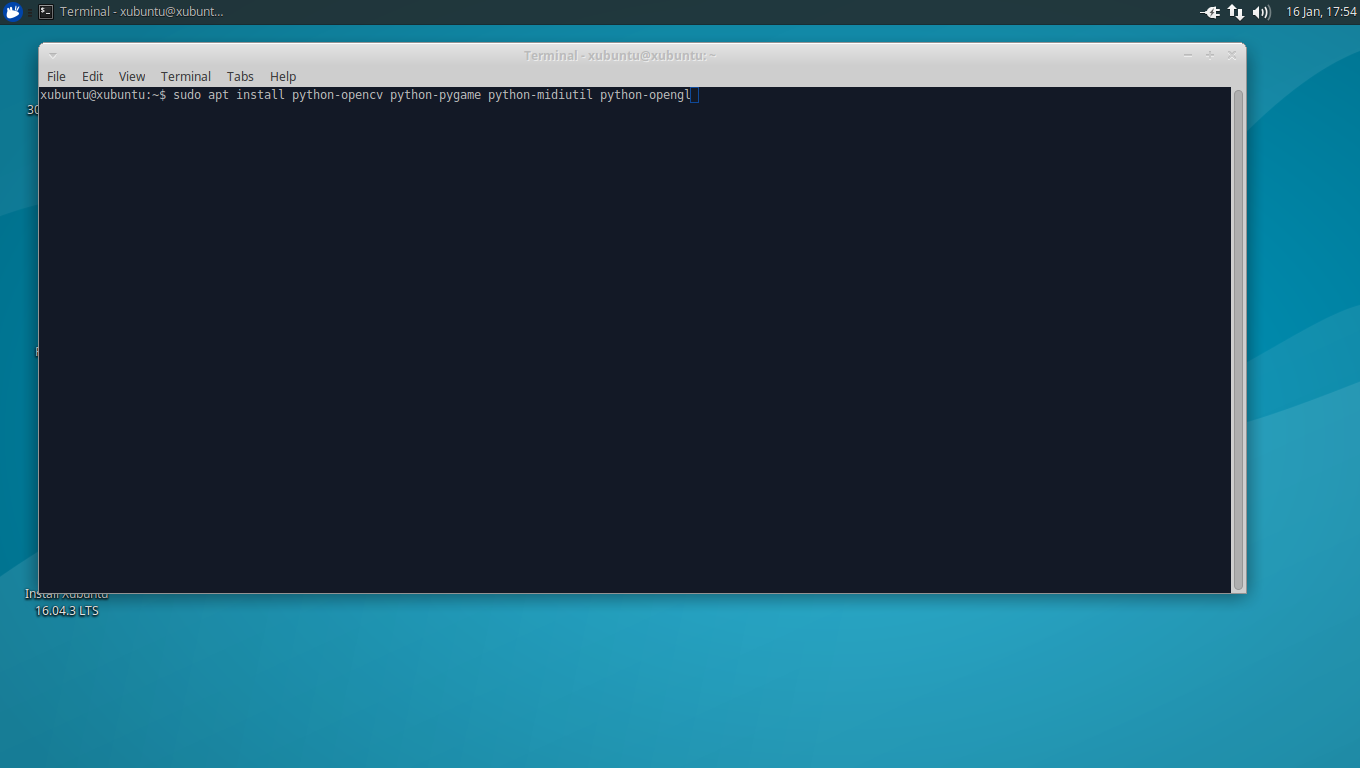 Terminal - xubuntu@xubunt...
16 Jan, 17:54
Terminal - xubuntu@xubuntu: ~
File Edit View Terminal Tabs Help
xubuntu@xubuntu:~$ sudo apt install python-opencv python-pygame python-midiutil python-opengl
30
Install Xubuntu
16.04.3 LTS